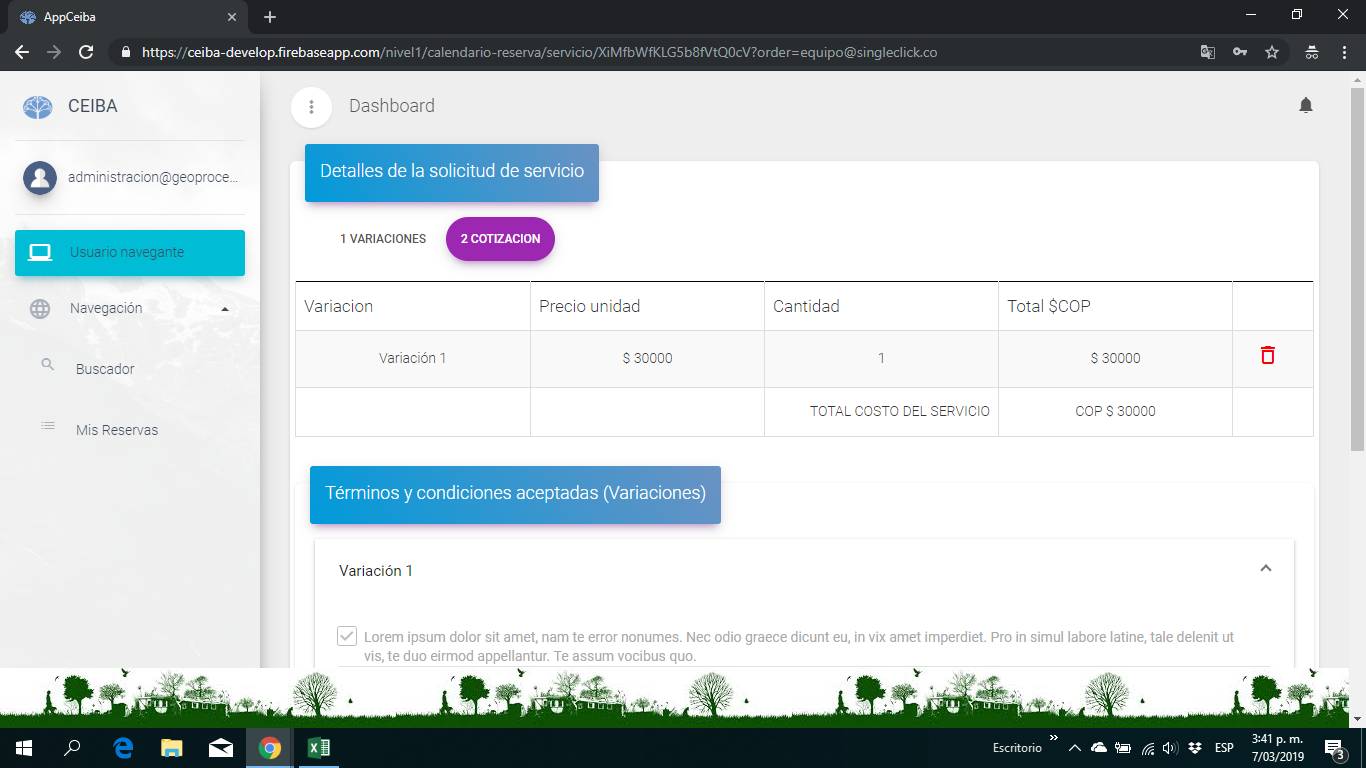 AppCeiba
https://ceiba-develop.firebaseapp.com/nivel1/calendario-reserva/servicio/XiMfbWfKLG5b8fVtQ0cV?order=equipo@singleclick.co
CEIBA
Dashboard
administracion@geoproce...
Usuario navegante
Navegación
Buscador
Mis Reservas
Detalles de la solicitud de servicio
1 VARIACIONES
2 COTIZACION
Variacion Precio unidad Cantidad Total $COP
Variación 1 $ 30000 1 $ 30000
TOTAL COSTO DEL SERVICIO COP $ 30000
Términos y condiciones aceptadas (Variaciones)
Variación 1
Lorem ipsum dolor sit amet, nam te error nonumes. Nec odio graece dicunt eu, in vix amet imperdiet. Pro in simul labore latine, tale delenit ut
vis, te duo eirmod appellantur. Te assum vocibus quo.
Escritorio
ESP
3:41 p. m.
7/03/2019
3